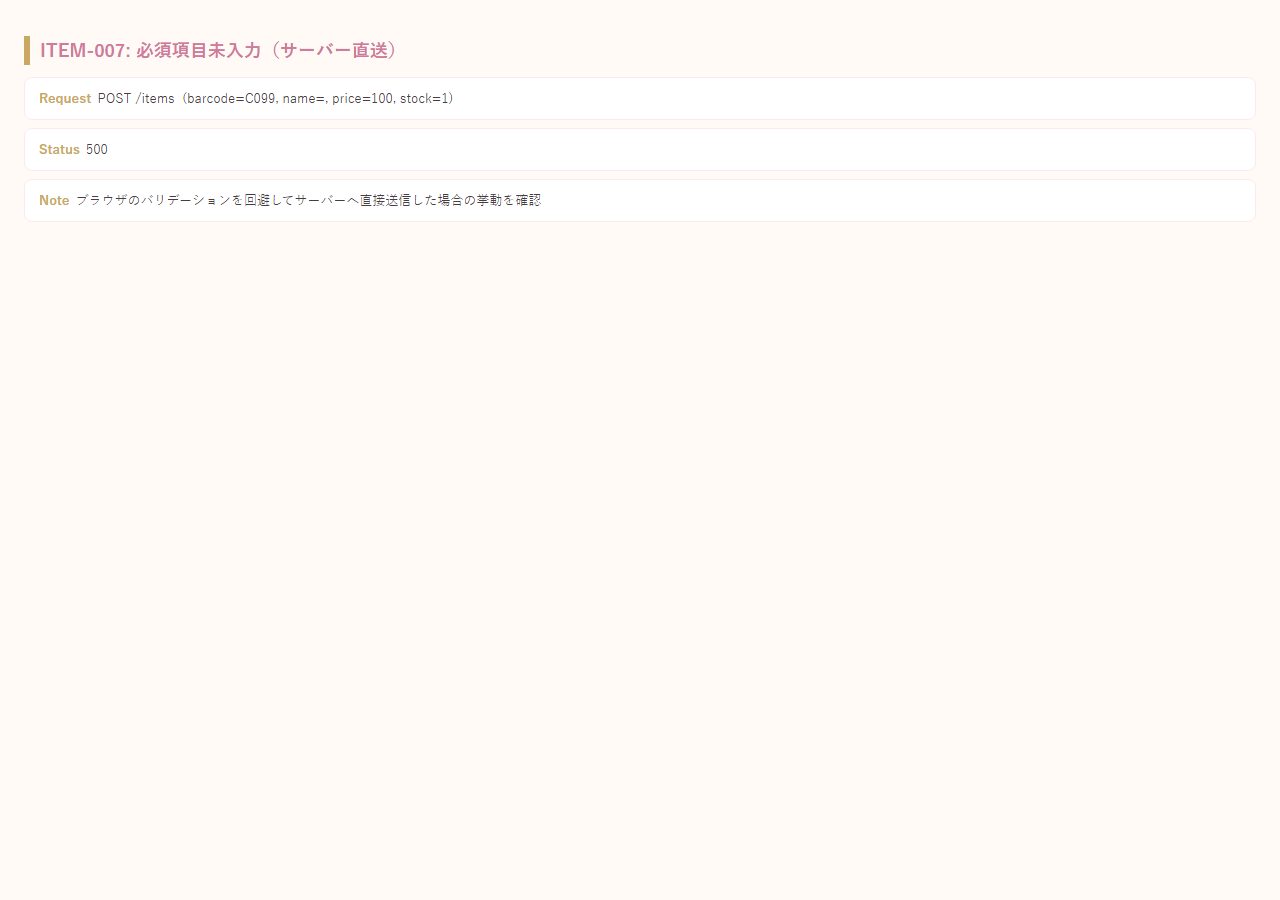 ITEM-007: 必須項目未入力（サーバー直送）
Request POST /items（barcode=C099, name=, price=100, stock=1）
Status 500
Note ブラウザのバリデーションを回避してサーバーへ直接送信した場合の挙動を確認